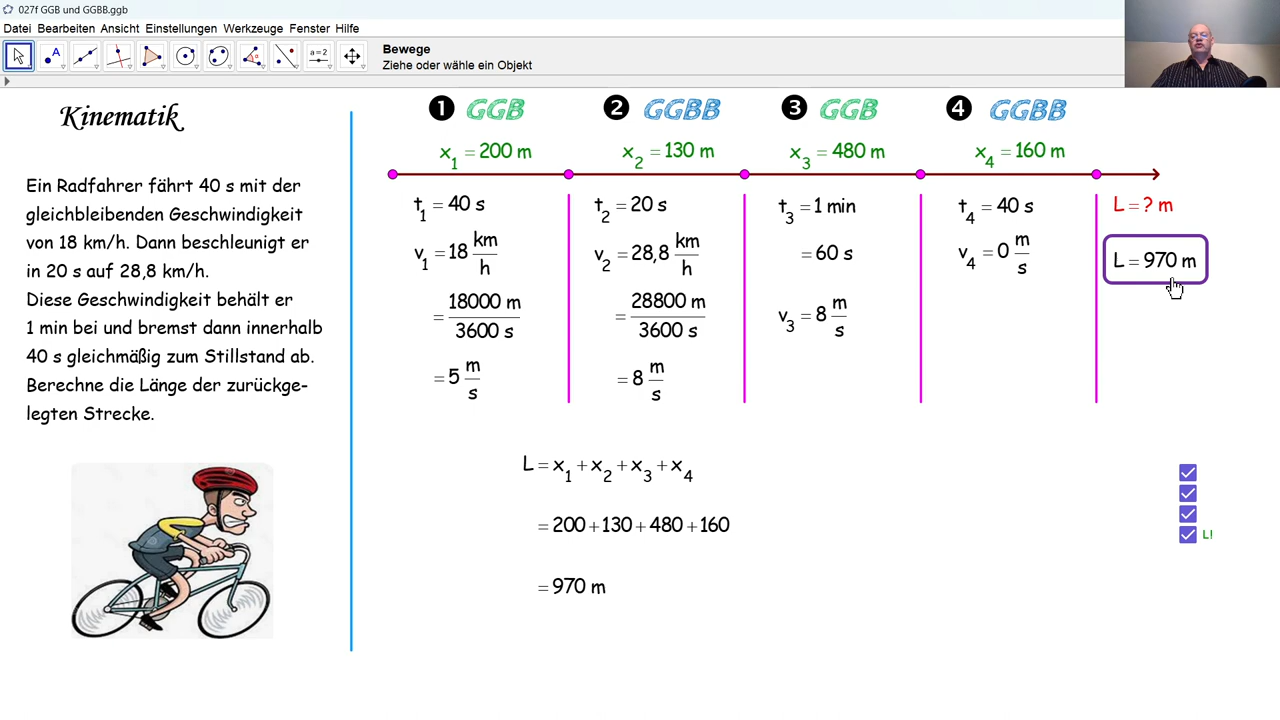 027f GGB und GGBB.ggb
Datei Bearbeiten Ansicht Einstellungen Werkzeuge Fenster Hilfe
A
a=2
Bewege
Ziehe oder wähle ein Objekt
Kinematik
Ein Radfahrer fährt 40 s mit der
gleichbleibenden Geschwindigkeit
von 18 km/h. Dann beschleunigt er
in 20 s auf 28,8 km/h.
Diese Geschwindigkeit behält er
1 min bei und bremst dann innerhalb
40 s gleichmäßig zum Stillstand ab.
Berechne die Länge der zurückge-
legten Strecke.
1 GGB 2 GGBB 3 GGB 4 GGBB
x₁ = 200 m x₂ = 130 m x₃ = 480 m x₄ = 160 m
t₁ = 40 s
v₁ = 18 km/h
= 18000 m / 3600 s
= 5 m/s
t₂ = 20 s
v₂ = 28,8 km/h
= 28800 m / 3600 s
= 8 m/s
t₃ = 1 min
= 60 s
v₃ = 8 m/s
t₄ = 40 s
v₄ = 0 m/s
L = ? m
L = 970 m
L = x₁ + x₂ + x₃ + x₄
= 200 + 130 + 480 + 160
= 970 m
L!